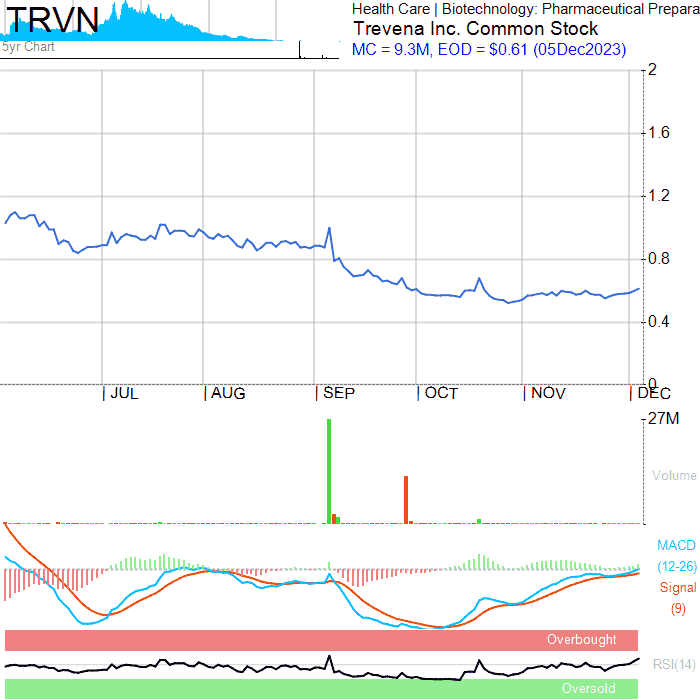 TRVN
Health Care | Biotechnology: Pharmaceutical Prepara
Trevena Inc. Common Stock
5yr Chart
MC = 9.3M, EOD = $0.61 (05Dec2023)
2
1.6
1.2
0.8
0.4
0
| JUL | AUG | SEP | OCT | NOV | DEC
27M
Volume
MACD
(12-26)
Signal
(9)
Overbought
RSI(14)
Oversold